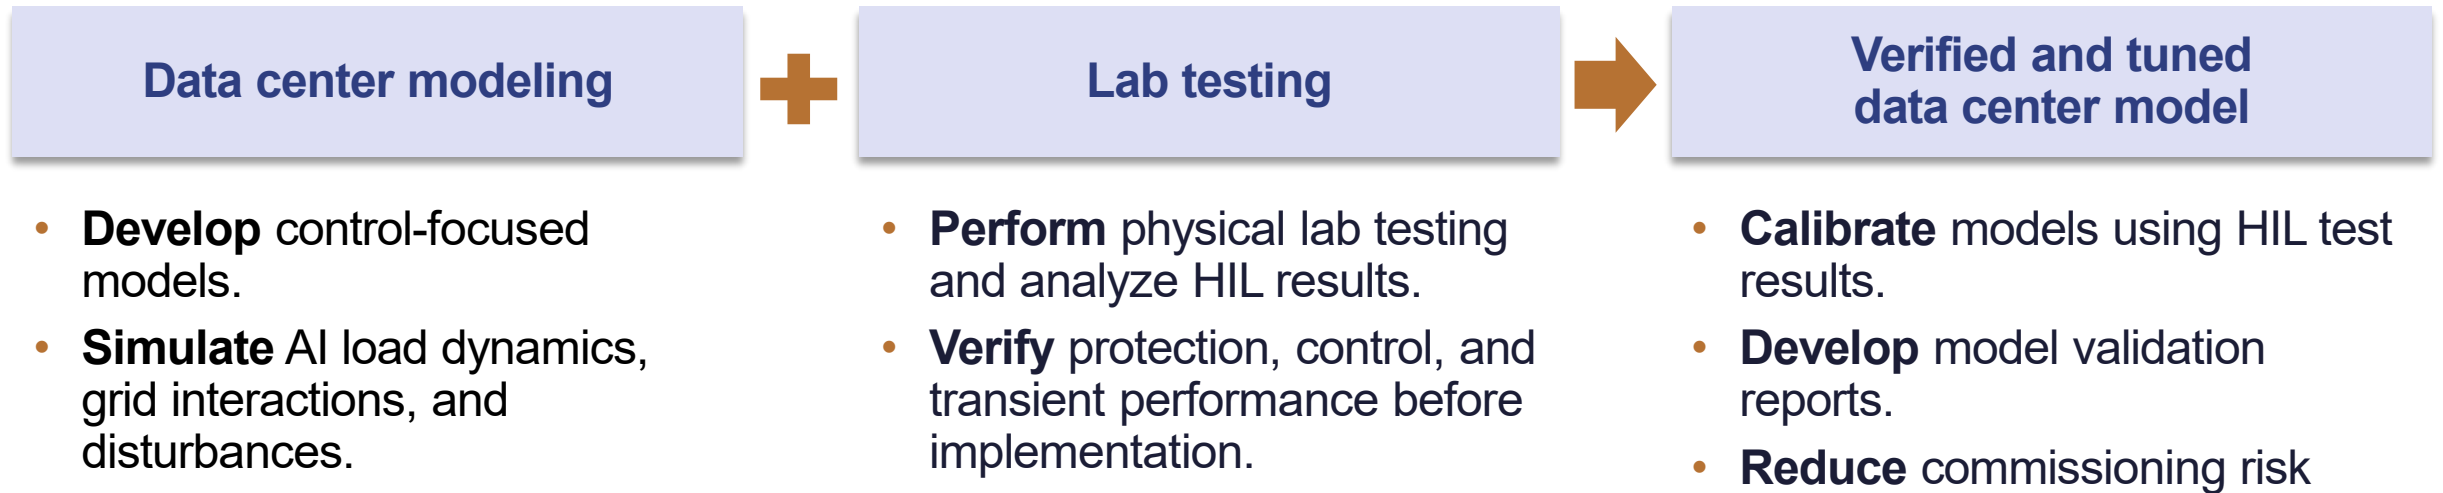 Data center modeling
• Develop control-focused
models.
• Simulate AI load dynamics,
grid interactions, and
disturbances.
Lab testing
• Perform physical lab testing
and analyze HIL results.
• Verify protection, control, and
transient performance before
implementation.
Verified and tuned
data center model
• Calibrate models using HIL test
results.
• Develop model validation
reports.
• Reduce commissioning risk